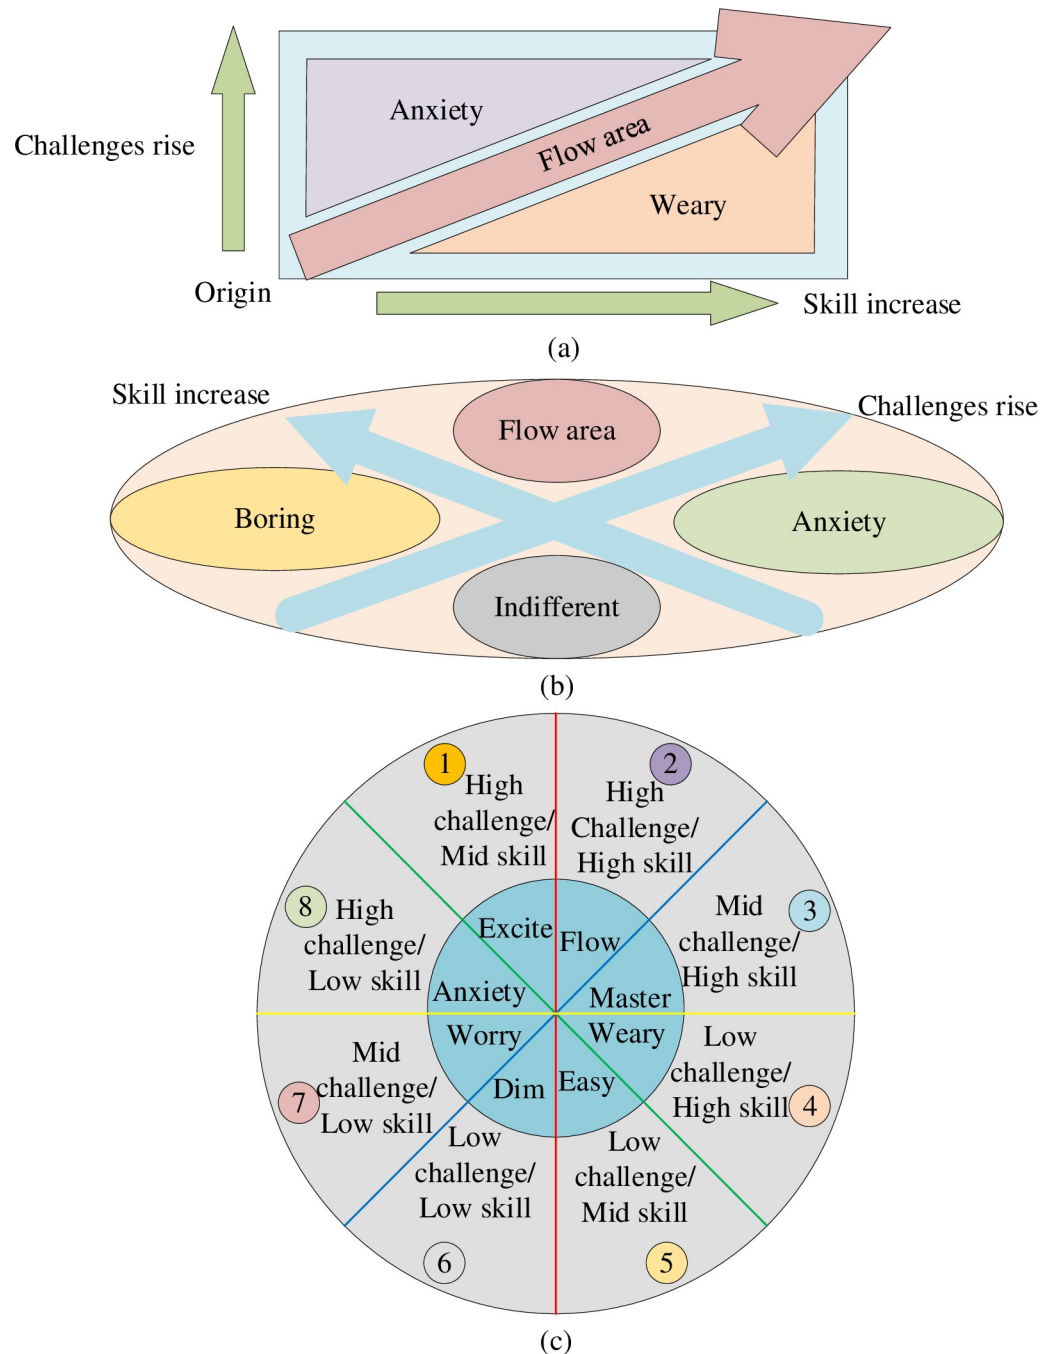 Anxiety
Challenges rise
Flow area
Weary
Origin
Skill increase
(a)
Skill increase
Challenges rise
Flow area
Boring
Anxiety
Indifferent
(b)
1
High
challenge/
Mid skill
2
High
Challenge/
High skill
3
Mid
challenge/
High skill
4
Low
challenge/
High skill
5
Low
challenge/
Mid skill
6
Low
challenge/
Low skill
7
Mid
challenge/
Low skill
8
High
challenge/
Low skill
Excite
Flow
Master
Weary
Easy
Dim
Worry
Anxiety
(c)